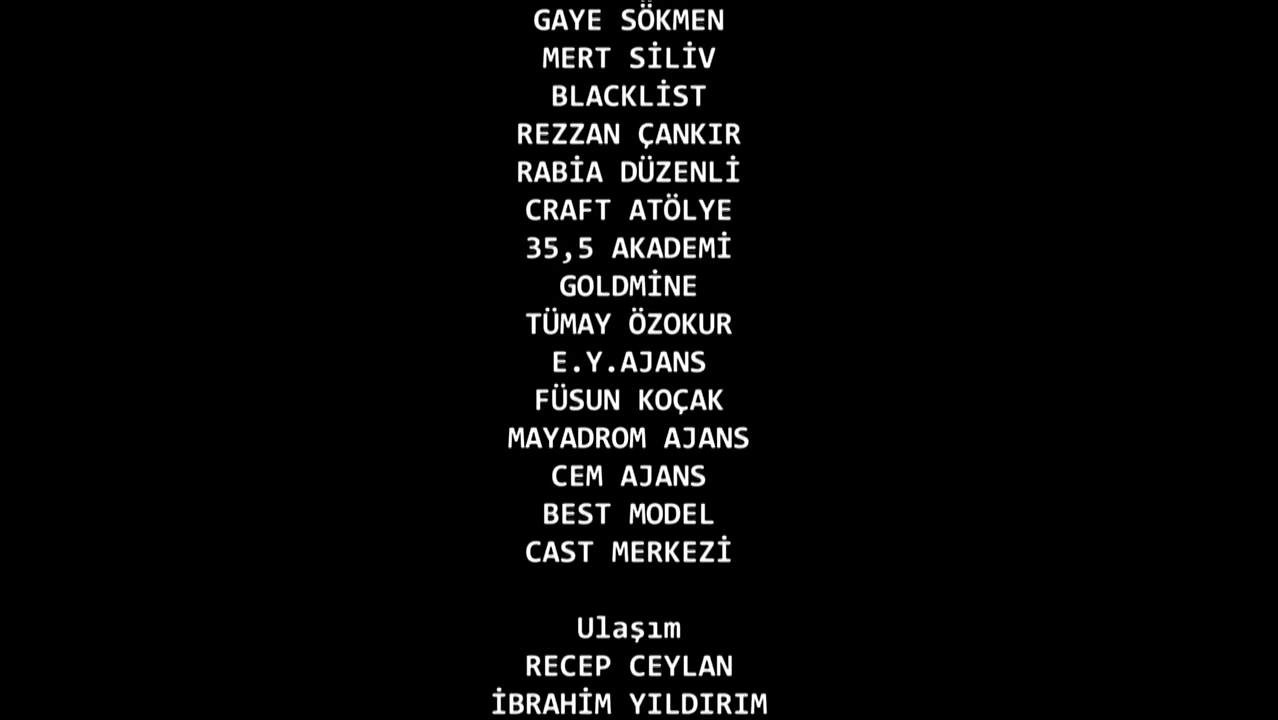 GAYE SÖKMEN
MERT SİLİV
BLACKLİST
REZZAN ÇANKIR
RABİA DÜZENLİ
CRAFT ATÖLYE
35,5 AKADEMİ
GOLDMİNE
TÜMAY ÖZOKUR
E.Y.AJANS
FÜSUN KOÇAK
MAYADROM AJANS
CEM AJANS
BEST MODEL
CAST MERKEZİ
Ulaşım
RECEP CEYLAN
İBRAHİM YILDIRIM